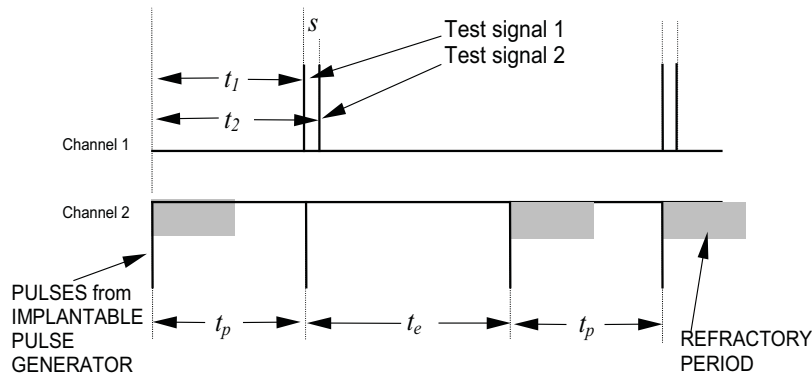 s
Test signal 1
Test signal 2
t1
t2
Channel 1
Channel 2
PULSES from
IMPLANTABLE
PULSE
GENERATOR
tp
te
tp
REFRACTORY
PERIOD